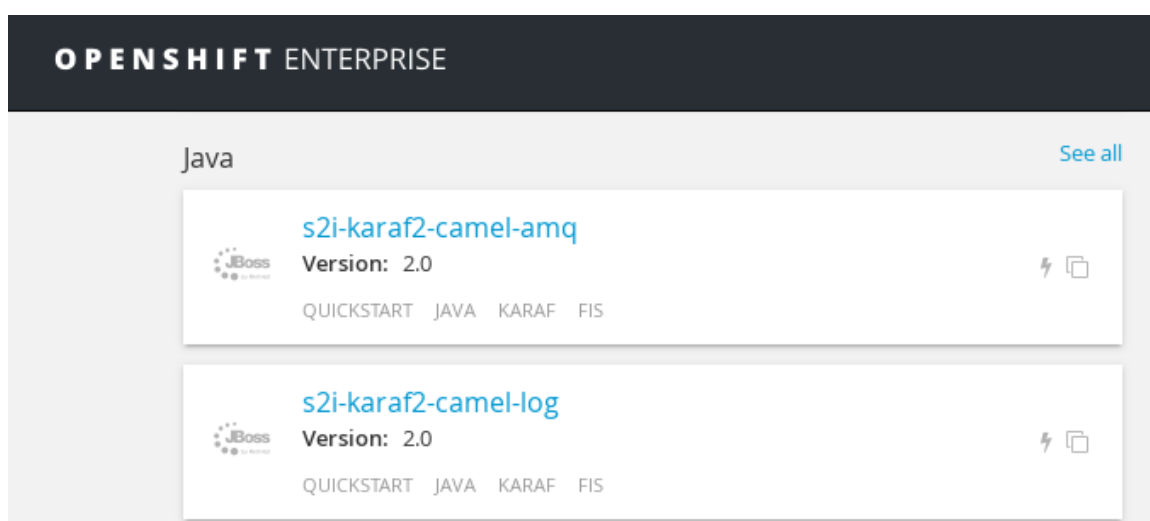 OPENSHIFT ENTERPRISE
Java
See all
s2i-karaf2-camel-amq
JBoss
Version: 2.0
QUICKSTART JAVA KARAF FIS
s2i-karaf2-camel-log
JBoss
Version: 2.0
QUICKSTART JAVA KARAF FIS